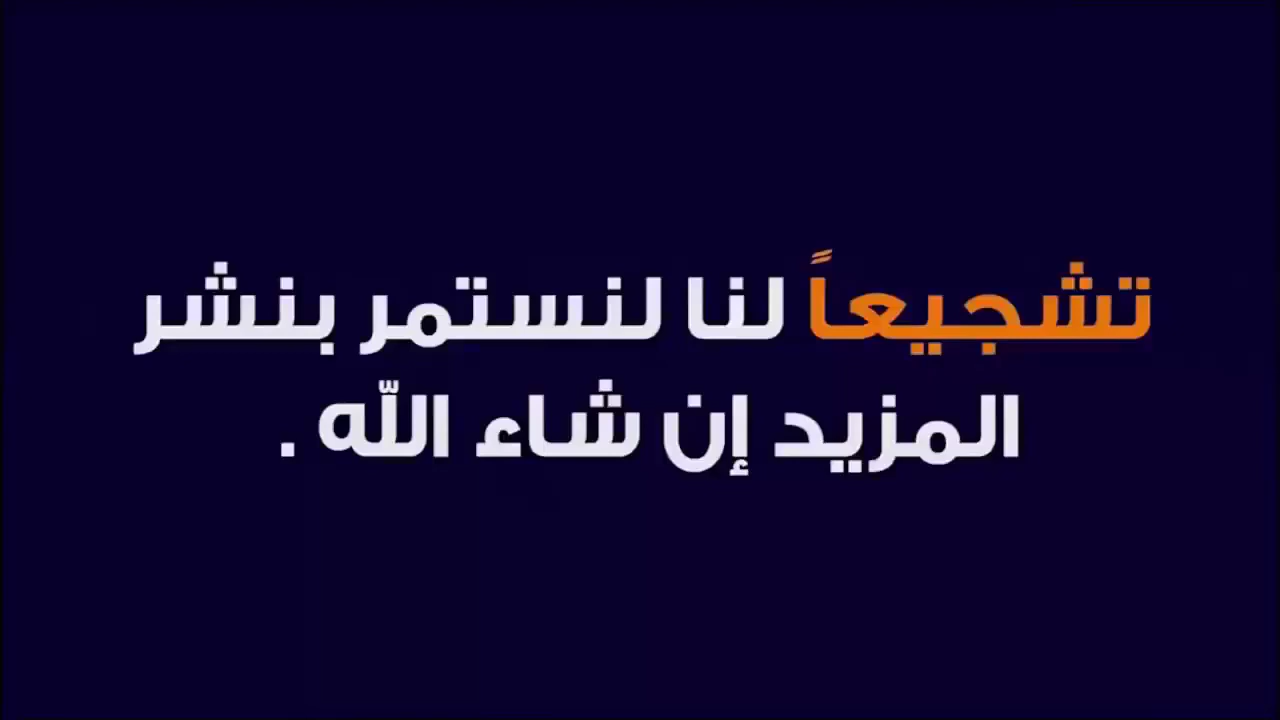 تشجيعاً لنا لنستمر بنشر
المزيد إن شاء اللّه .